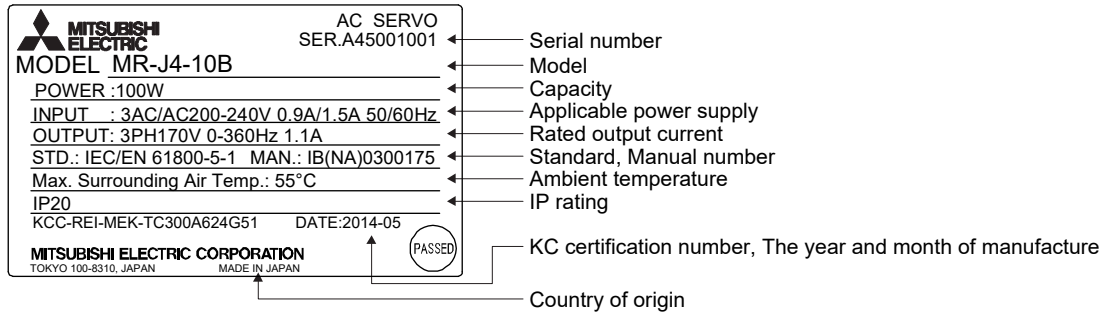 MITSUBISHI ELECTRIC
AC SERVO
SER.A45001001
Serial number
MODEL MR-J4-10B
Model
POWER :100W
Capacity
INPUT : 3AC/AC200-240V 0.9A/1.5A 50/60Hz
Applicable power supply
OUTPUT: 3PH170V 0-360Hz 1.1A
Rated output current
STD.: IEC/EN 61800-5-1 MAN.: IB(NA)0300175
Standard, Manual number
Max. Surrounding Air Temp.: 55°C
Ambient temperature
IP20
IP rating
KCC-REI-MEK-TC300A624G51 DATE:2014-05
KC certification number, The year and month of manufacture
PASSED
MITSUBISHI ELECTRIC CORPORATION
TOKYO 100-8310, JAPAN MADE IN JAPAN
Country of origin